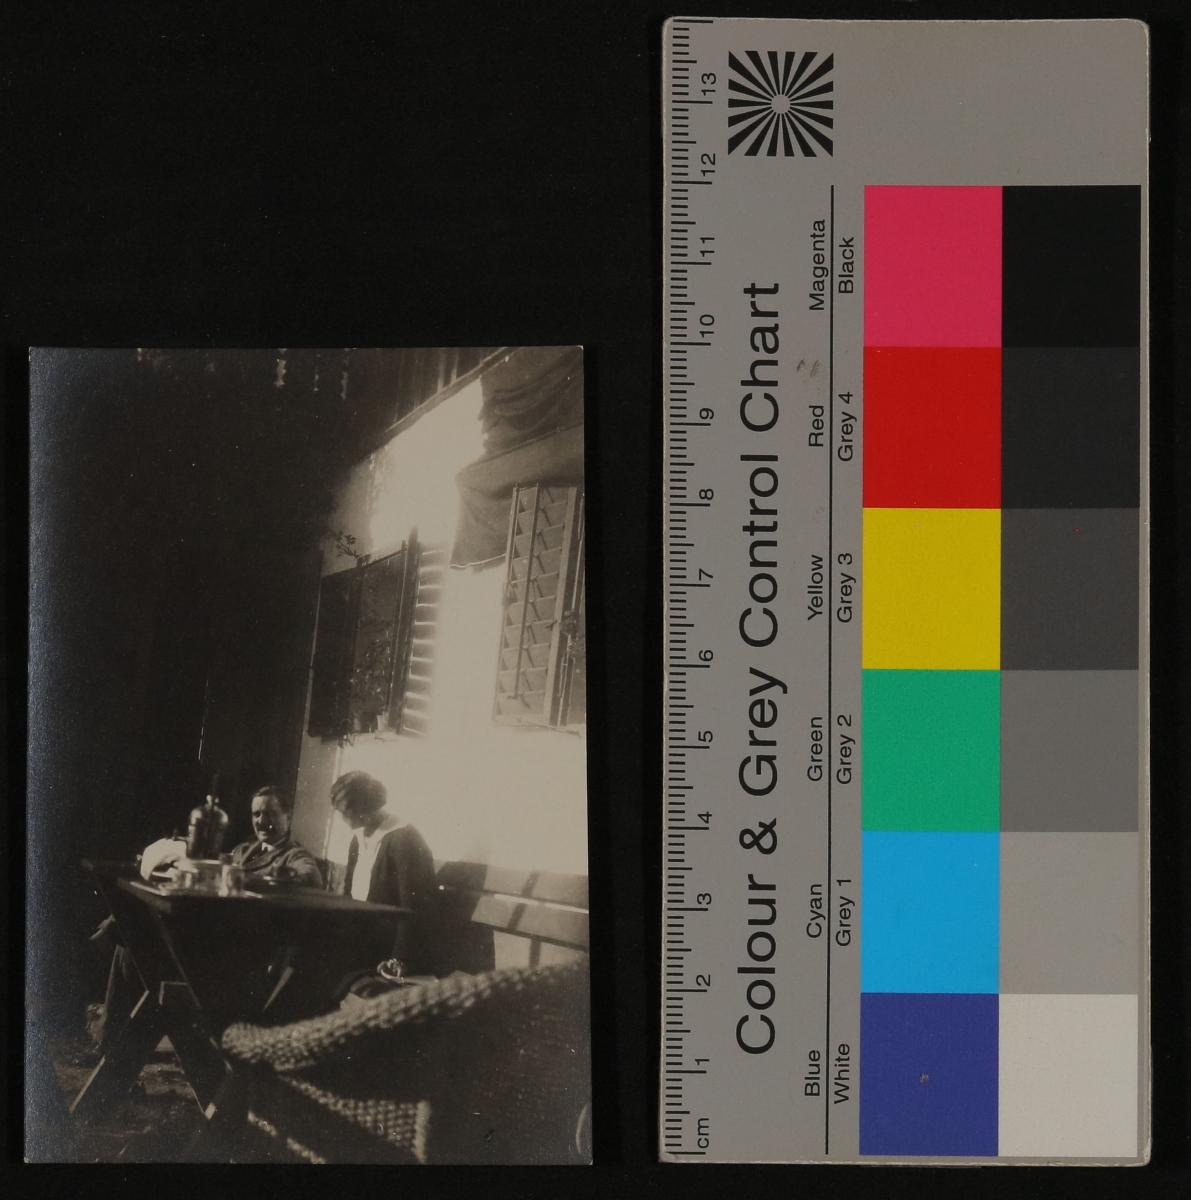 Colour & Grey Control Chart
Blue Cyan Green Yellow Red Magenta
White Grey 1 Grey 2 Grey 3 Grey 4 Black
cm 1 2 3 4 5 6 7 8 9 10 11 12 13